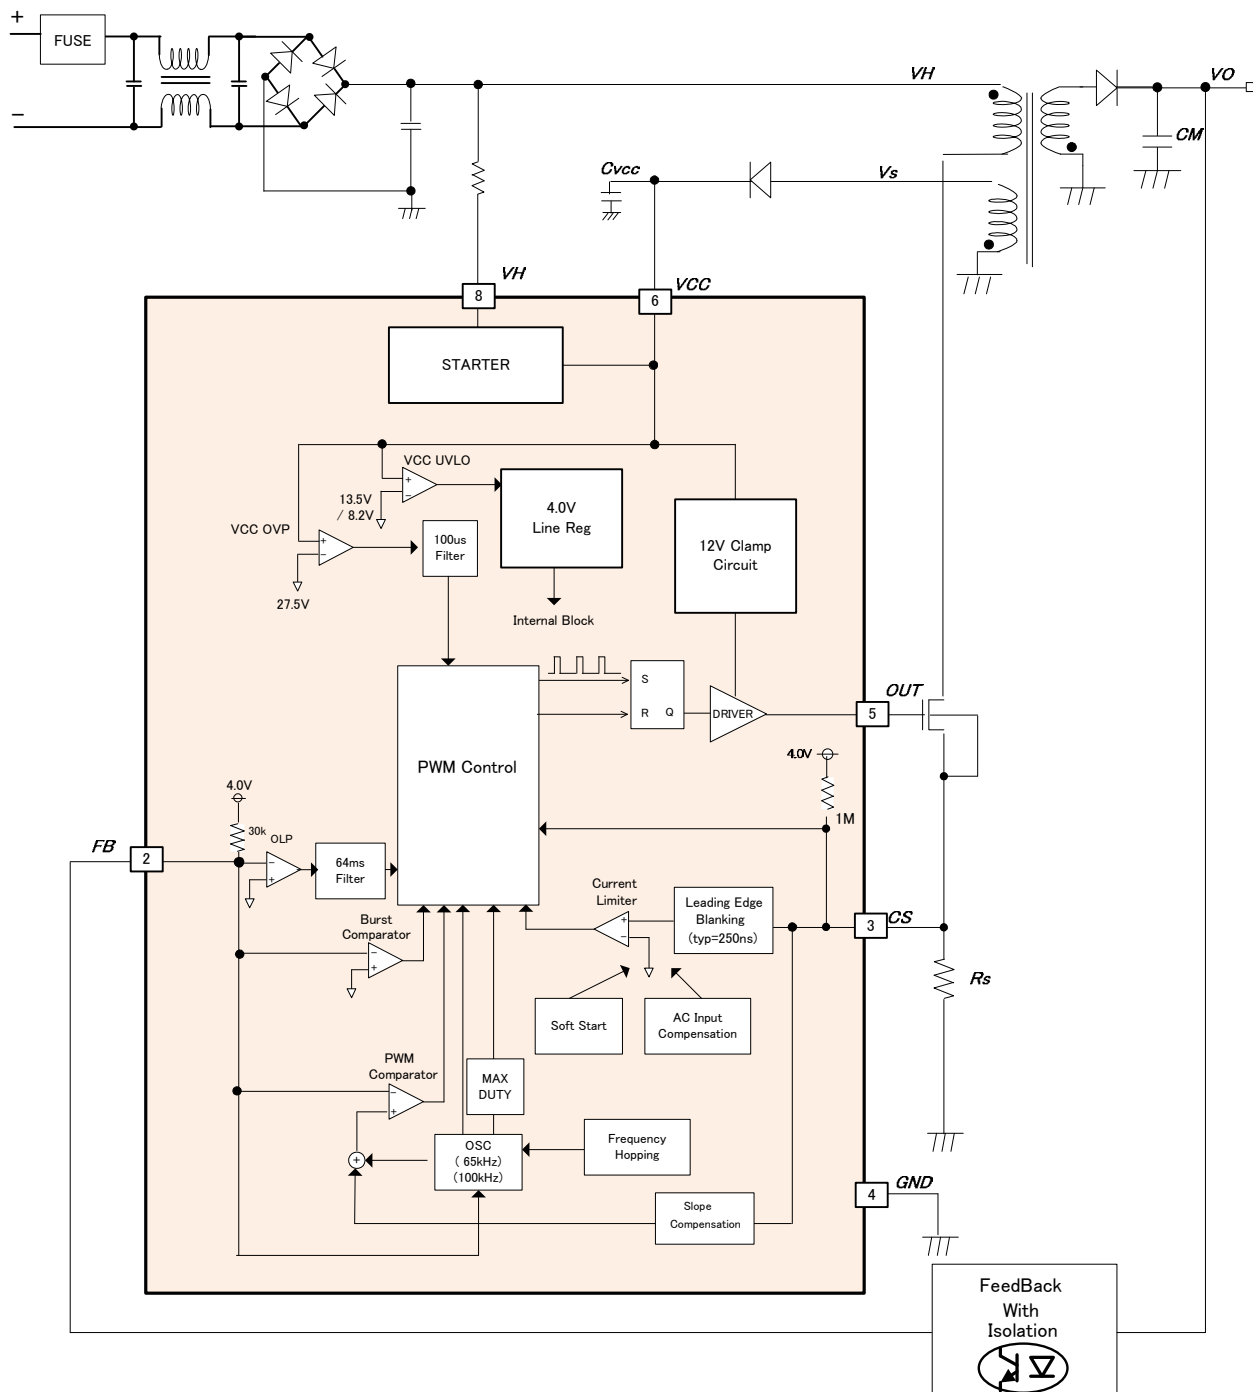 +
FUSE
−
VH
VO
CM
Cvcc
Vs
VH
VCC
8
6
STARTER
VCC UVLO
+
−
13.5V
/ 8.2V
4.0V
Line Reg
VCC OVP
+
−
27.5V
100us
Filter
12V Clamp
Circuit
Internal Block
S
R
Q
DRIVER
OUT
5
PWM Control
4.0V
1M
4.0V
30k
OLP
FB
2
−
+
64ms
Filter
Current
Limiter
+
−
Leading Edge
Blanking
(typ=250ns)
3
CS
Burst
Comparator
−
+
Rs
Soft Start
AC Input
Compensation
PWM
Comparator
−
+
MAX
DUTY
+
OSC
( 65kHz)
(100kHz)
Frequency
Hopping
Slope
Compensation
4
GND
FeedBack
With
Isolation